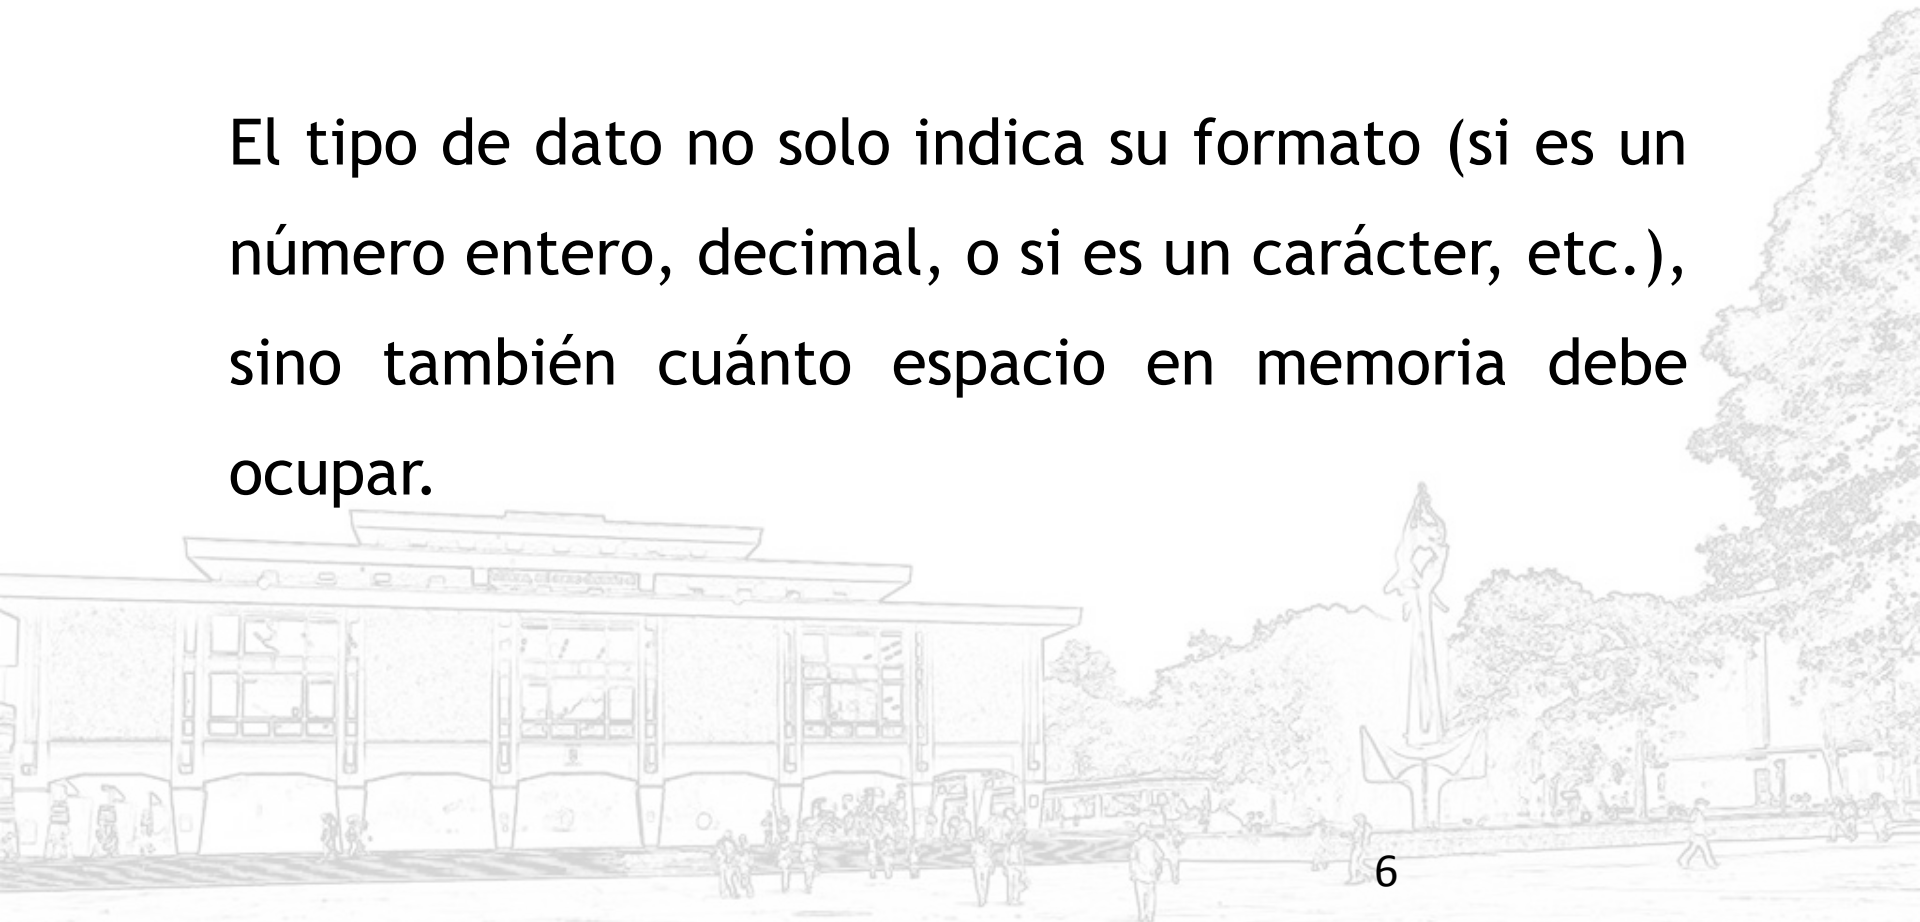 El tipo de dato no solo indica su formato (si es un
número entero, decimal, o si es un carácter, etc.),
sino también cuánto espacio en memoria debe
ocupar.
6